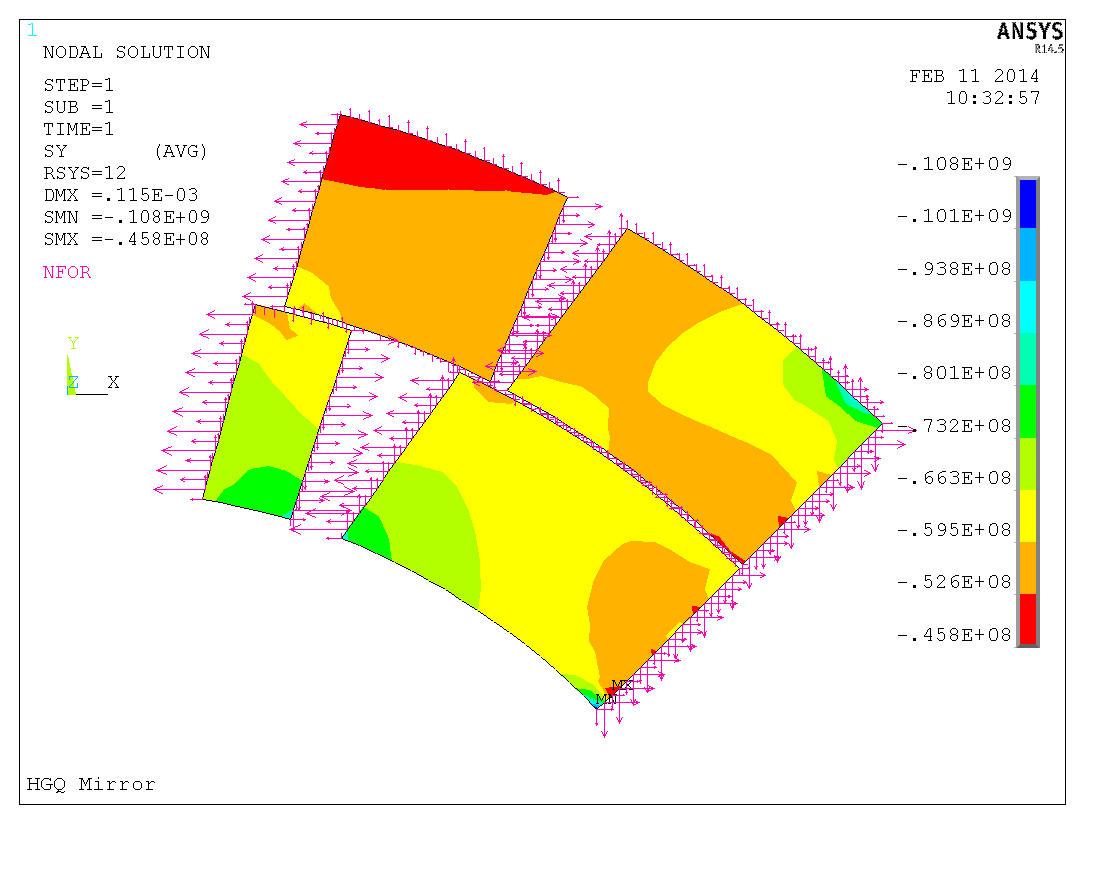 1
ANSYS
R14.5
NODAL SOLUTION
FEB 11 2014
10:32:57
STEP=1
SUB =1
TIME=1
SY (AVG)
RSYS=12
DMX =.115E-03
SMN =-.108E+09
SMX =-.458E+08
NFOR
-.108E+09
-.101E+09
-.938E+08
-.869E+08
-.801E+08
-.732E+08
-.663E+08
-.595E+08
-.526E+08
-.458E+08
Y
Z X
MX
MN
HGQ Mirror